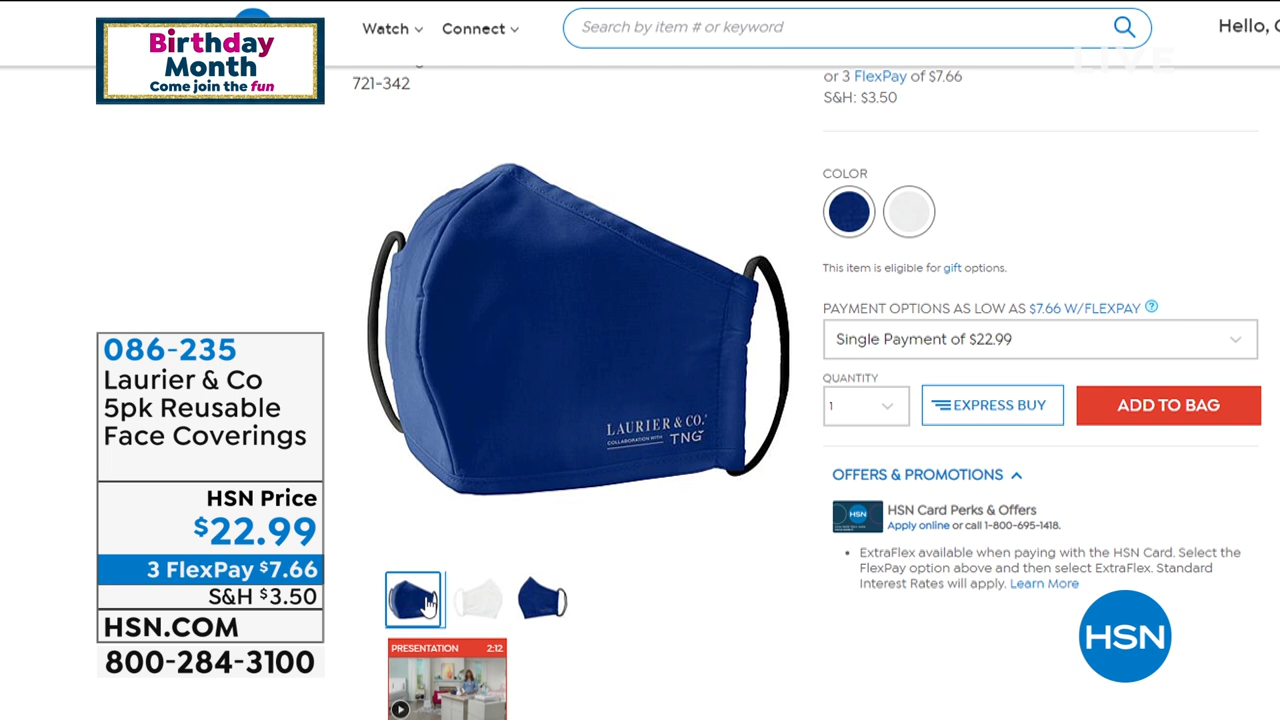 Birthday
Month
Come join the fun
Watch
Connect
Search by item # or keyword
Hello,
LIVE
721-342
or 3 FlexPay of $7.66
S&H: $3.50
COLOR
This item is eligible for gift options.
PAYMENT OPTIONS AS LOW AS $7.66 W/FLEXPAY ?
Single Payment of $22.99
QUANTITY
1
EXPRESS BUY
ADD TO BAG
OFFERS & PROMOTIONS
HSN
HSN Card Perks & Offers
Apply online or call 1-800-695-1418.
• ExtraFlex available when paying with the HSN Card. Select the
FlexPay option above and then select ExtraFlex. Standard
Interest Rates will apply. Learn More
LAURIER & CO.
COLLABORATION WITH TNG
086-235
Laurier & Co
5pk Reusable
Face Coverings
HSN Price
$22.99
3 FlexPay $7.66
S&H $3.50
HSN.COM
800-284-3100
PRESENTATION 2:12
HSN